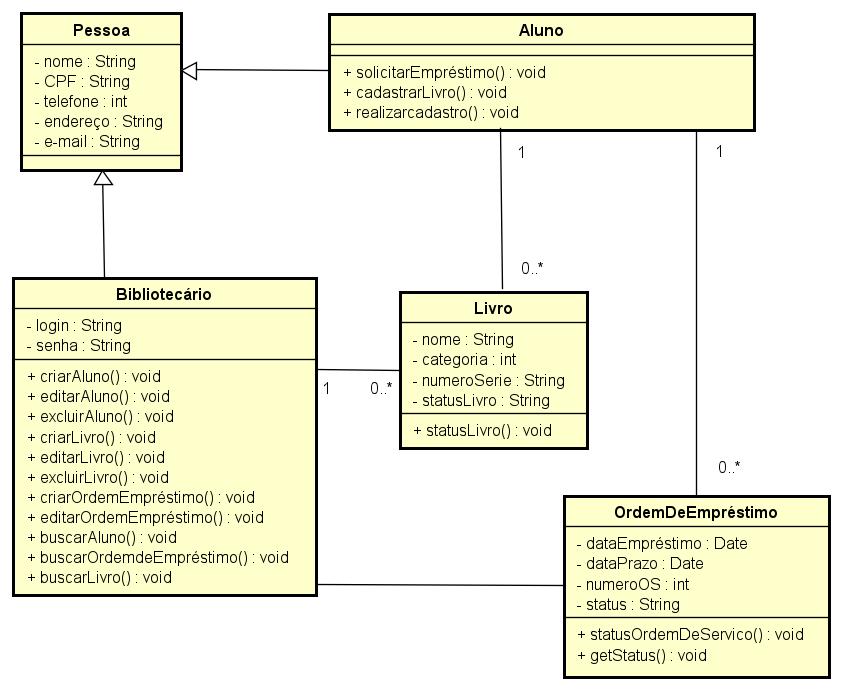 Pessoa
- nome : String
- CPF : String
- telefone : int
- endereço : String
- e-mail : String
Aluno
+ solicitarEmpréstimo() : void
+ cadastrarLivro() : void
+ realizarcadastro() : void
1
1
0..*
Bibliotecário
- login : String
- senha : String
+ criarAluno() : void
+ editarAluno() : void
+ excluirAluno() : void
+ criarLivro() : void
+ editarLivro() : void
+ excluirLivro() : void
+ criarOrdemEmpréstimo() : void
+ editarOrdemEmpréstimo() : void
+ buscarAluno() : void
+ buscarOrdemdeEmpréstimo() : void
+ buscarLivro() : void
1
0..*
Livro
- nome : String
- categoria : int
- numeroSerie : String
- statusLivro : String
+ statusLivro() : void
0..*
OrdemDeEmpréstimo
- dataEmpréstimo : Date
- dataPrazo : Date
- numeroOS : int
- status : String
+ statusOrdemDeServico() : void
+ getStatus() : void